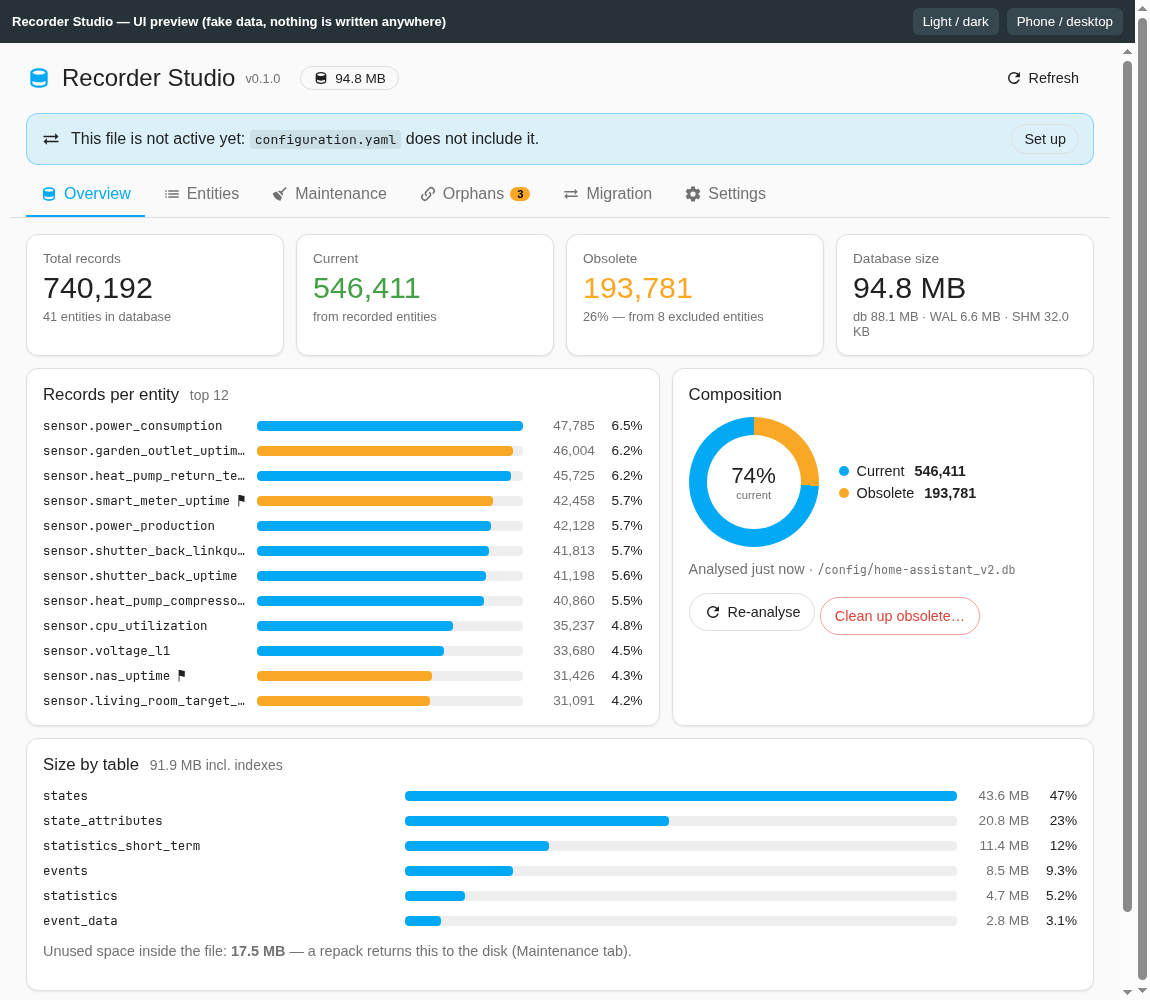 Recorder Studio — UI preview (fake data, nothing is written anywhere)
Light / dark
Phone / desktop
Recorder Studio v0.1.0 94.8 MB
Refresh
This file is not active yet: configuration.yaml does not include it.
Set up
Overview Entities Maintenance Orphans 3 Migration Settings
Total records
740,192
41 entities in database
Current
546,411
from recorded entities
Obsolete
193,781
26% — from 8 excluded entities
Database size
94.8 MB
db 88.1 MB · WAL 6.6 MB · SHM 32.0
KB
Records per entity top 12
sensor.power_consumption 47,785 6.5%
sensor.garden_outlet_uptim… 46,004 6.2%
sensor.heat_pump_return_te… 45,725 6.2%
sensor.smart_meter_uptime 42,458 5.7%
sensor.power_production 42,128 5.7%
sensor.shutter_back_linkqu… 41,813 5.7%
sensor.shutter_back_uptime 41,198 5.6%
sensor.heat_pump_compresso… 40,860 5.5%
sensor.cpu_utilization 35,237 4.8%
sensor.voltage_l1 33,680 4.5%
sensor.nas_uptime 31,426 4.3%
sensor.living_room_target_… 31,091 4.2%
Composition
74%
current
Current 546,411
Obsolete 193,781
Analysed just now · /config/home-assistant_v2.db
Re-analyse
Clean up obsolete…
Size by table 91.9 MB incl. indexes
states 43.6 MB 47%
state_attributes 20.8 MB 23%
statistics_short_term 11.4 MB 12%
events 8.5 MB 9.3%
statistics 4.7 MB 5.2%
event_data 2.8 MB 3.1%
Unused space inside the file: 17.5 MB — a repack returns this to the disk (Maintenance tab).